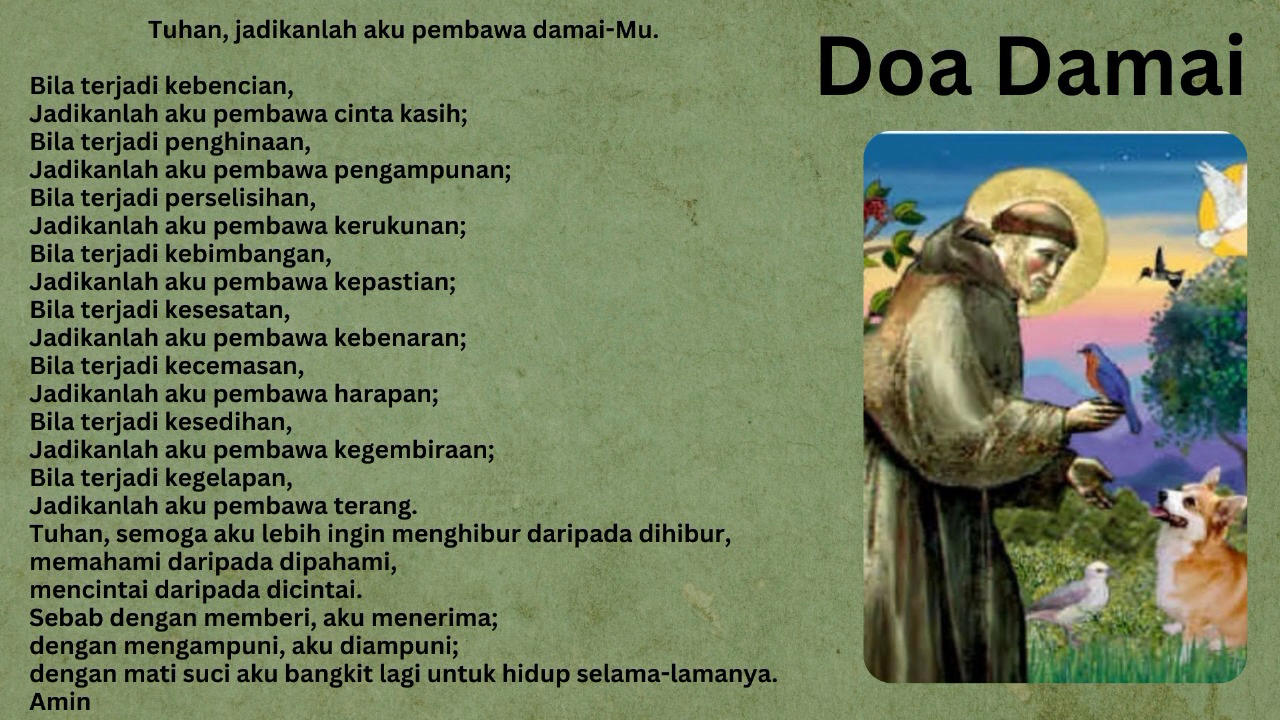 Doa Damai
Tuhan, jadikanlah aku pembawa damai-Mu.
Bila terjadi kebencian,
Jadikanlah aku pembawa cinta kasih;
Bila terjadi penghinaan,
Jadikanlah aku pembawa pengampunan;
Bila terjadi perselisihan,
Jadikanlah aku pembawa kerukunan;
Bila terjadi kebimbangan,
Jadikanlah aku pembawa kepastian;
Bila terjadi kesesatan,
Jadikanlah aku pembawa kebenaran;
Bila terjadi kecemasan,
Jadikanlah aku pembawa harapan;
Bila terjadi kesedihan,
Jadikanlah aku pembawa kegembiraan;
Bila terjadi kegelapan,
Jadikanlah aku pembawa terang.
Tuhan, semoga aku lebih ingin menghibur daripada dihibur,
memahami daripada dipahami,
mencintai daripada dicintai.
Sebab dengan memberi, aku menerima;
dengan mengampuni, aku diampuni;
dengan mati suci aku bangkit lagi untuk hidup selama-lamanya.
Amin